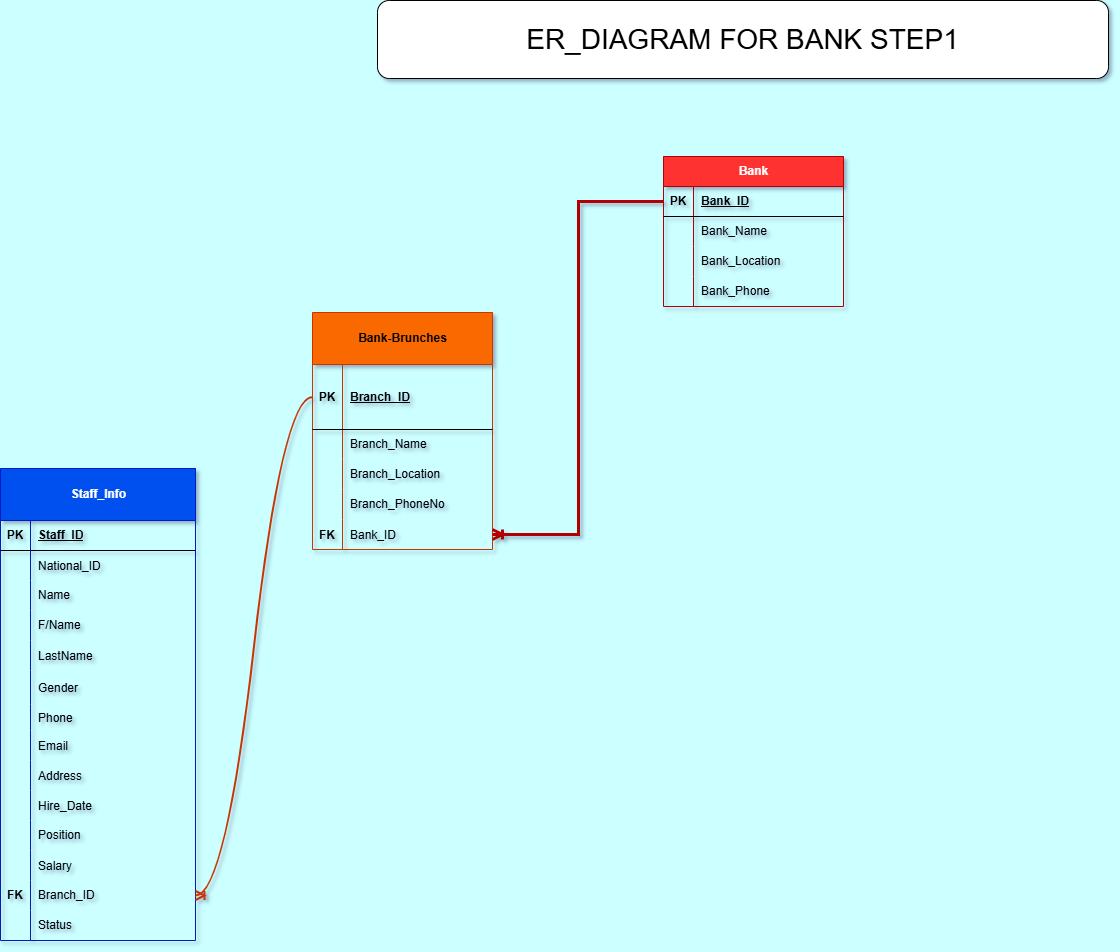 ER_DIAGRAM FOR BANK STEP1
Bank
PK Bank_ID
Bank_Name
Bank_Location
Bank_Phone
Bank-Brunches
PK Branch_ID
Branch_Name
Branch_Location
Branch_PhoneNo
FK Bank_ID
Staff_Info
PK Staff_ID
National_ID
Name
F/Name
LastName
Gender
Phone
Email
Address
Hire_Date
Position
Salary
FK Branch_ID
Status